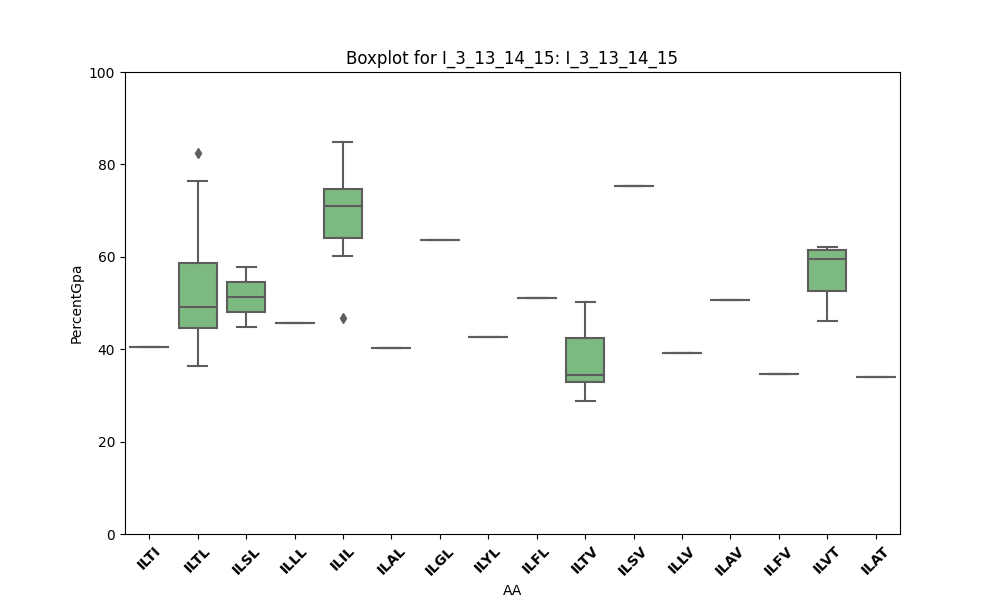 Boxplot for I_3_13_14_15: I_3_13_14_15
100
80
60
40
20
0
PercentGpa
ILTI
ILTL
ILSL
ILLL
ILIL
ILAL
ILGL
ILYL
ILFL
ILTV
ILSV
ILLV
ILAV
ILFV
ILVT
ILAT
AA